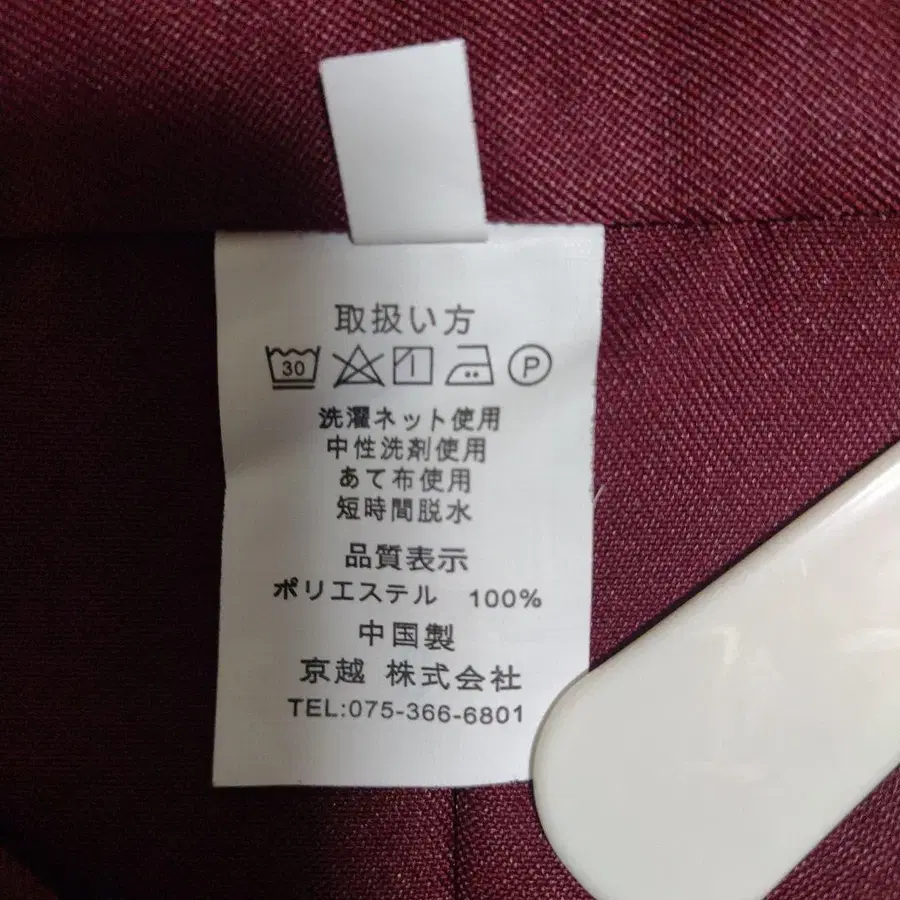 取扱い方
30 P
洗濯ネット使用
中性洗剤使用
あて布使用
短時間脱水
品質表示
ポリエステル 100%
中国製
京越 株式会社
TEL:075-366-6801